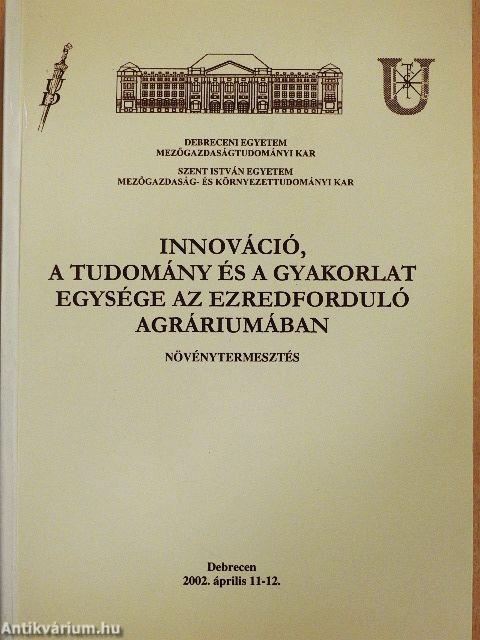 DEBRECENI EGYETEM
MEZŐGAZDASÁGTUDOMÁNYI KAR
SZENT ISTVÁN EGYETEM
MEZŐGAZDASÁG- ÉS KÖRNYEZETTUDOMÁNYI KAR
INNOVÁCIÓ,
A TUDOMÁNY ÉS A GYAKORLAT
EGYSÉGE AZ EZREDFORDULÓ
AGRÁRIUMÁBAN
NÖVÉNYTERMESZTÉS
Debrecen
2002. április 11-12.
Antikvárium.hu